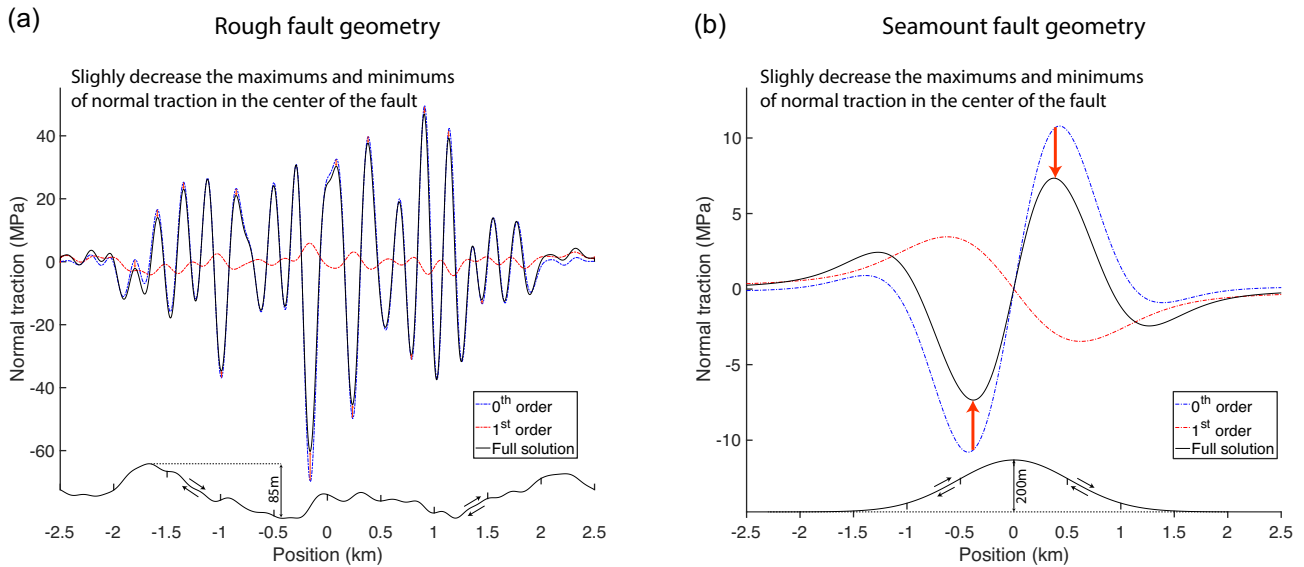 (a)
Rough fault geometry
Slighly decrease the maximums and minimums
of normal traction in the center of the fault
Normal traction (MPa)
40
20
0
-20
-40
-60
0th order
1st order
Full solution
85m
-2.5 -2 -1.5 -1 -0.5 0 0.5 1 1.5 2 2.5
Position (km)
(b)
Seamount fault geometry
Slighly decrease the maximums and minimums
of normal traction in the center of the fault
Normal traction (MPa)
10
5
0
-5
-10
0th order
1st order
Full solution
200m
-2.5 -2 -1.5 -1 -0.5 0 0.5 1 1.5 2 2.5
Position (km)